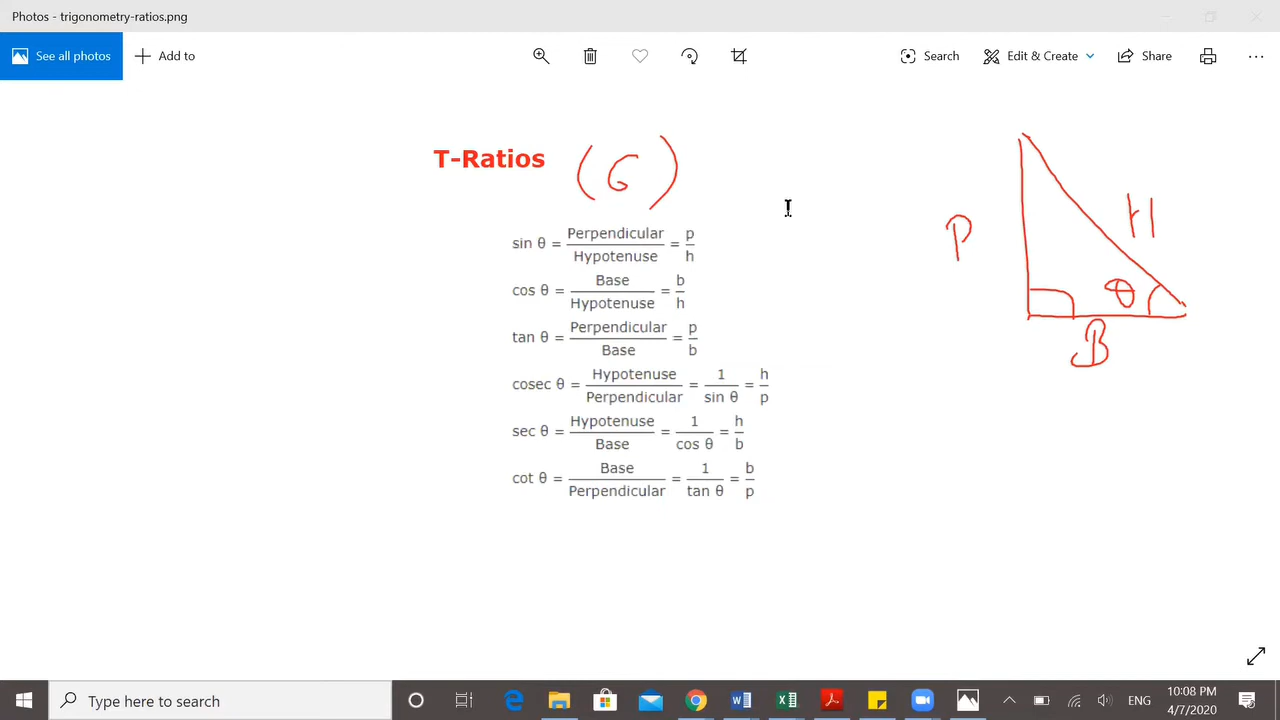 Photos - trigonometry-ratios.png
See all photos
Add to
Search
Edit & Create
Share
T-Ratios (6)
sin θ = Perpendicular/Hypotenuse = p/h
cos θ = Base/Hypotenuse = b/h
tan θ = Perpendicular/Base = p/b
cosec θ = Hypotenuse/Perpendicular = 1/sin θ = h/p
sec θ = Hypotenuse/Base = 1/cos θ = h/b
cot θ = Base/Perpendicular = 1/tan θ = b/p
P
H
θ
B
Type here to search
ENG
10:08 PM
4/7/2020